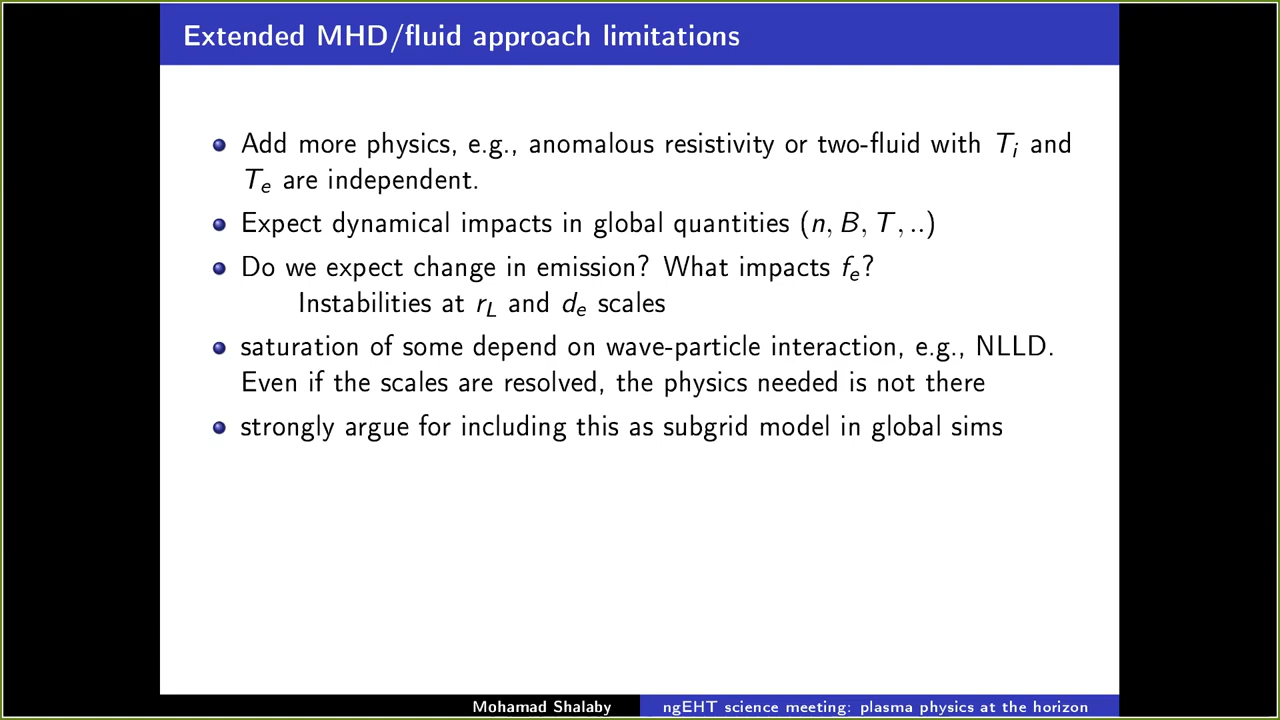 Extended MHD/fluid approach limitations
Add more physics, e.g., anomalous resistivity or two-fluid with T_i and
T_e are independent.
Expect dynamical impacts in global quantities (n, B, T, ..)
Do we expect change in emission? What impacts f_e?
Instabilities at r_L and d_e scales
saturation of some depend on wave-particle interaction, e.g., NLLD.
Even if the scales are resolved, the physics needed is not there
strongly argue for including this as subgrid model in global sims
Mohamad Shalaby
ngEHT science meeting: plasma physics at the horizon